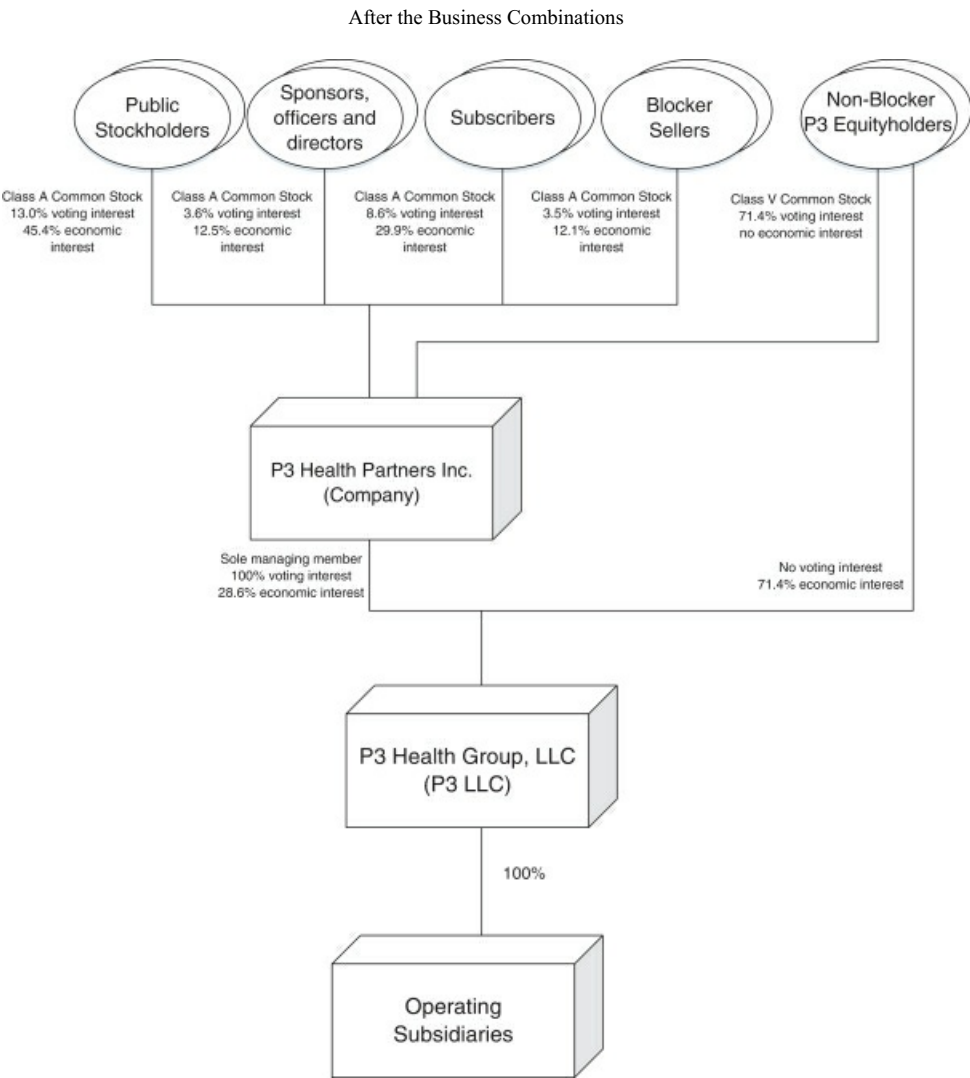 After the Business Combinations
Public
Stockholders
Sponsors,
officers and
directors
Subscribers
Blocker
Sellers
Non-Blocker
P3 Equityholders
Class A Common Stock
13.0% voting interest
45.4% economic
interest
Class A Common Stock
3.6% voting interest
12.5% economic
interest
Class A Common Stock
8.6% voting interest
29.9% economic
interest
Class A Common Stock
3.5% voting interest
12.1% economic
interest
Class V Common Stock
71.4% voting interest
no economic interest
P3 Health Partners Inc.
(Company)
Sole managing member
100% voting interest
28.6% economic interest
No voting interest
71.4% economic interest
P3 Health Group, LLC
(P3 LLC)
100%
Operating
Subsidiaries